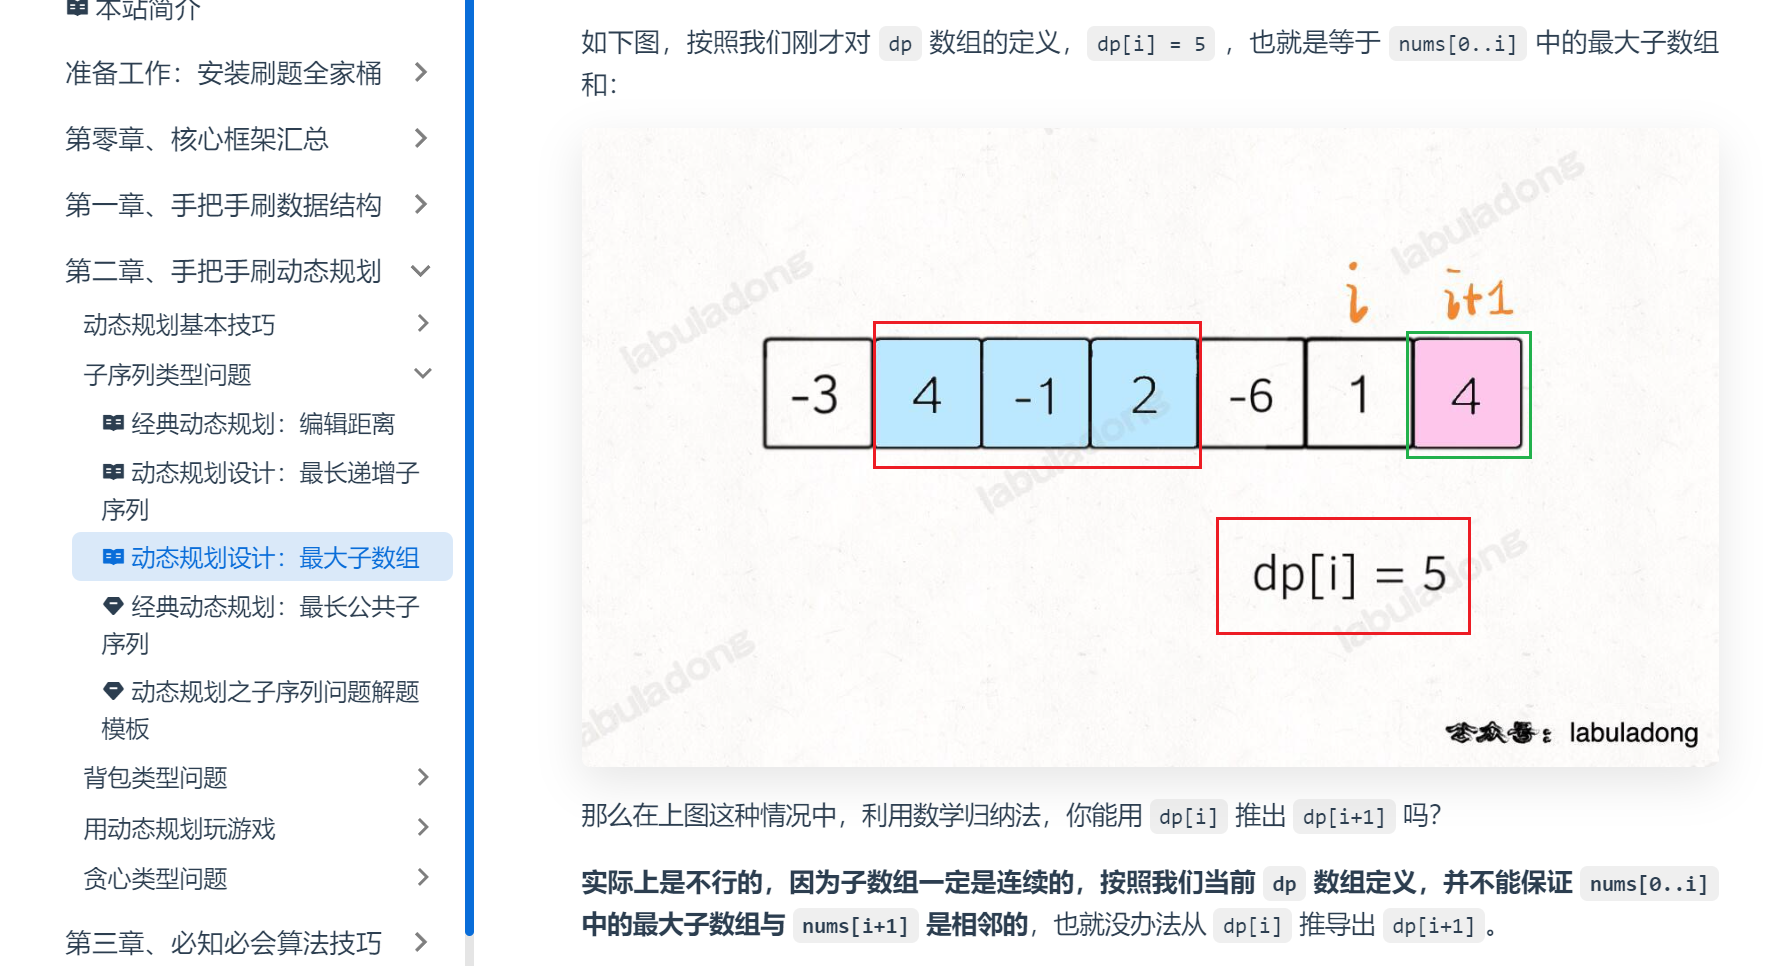 本站简介
准备工作：安装刷题全家桶
第零章、核心框架汇总
第一章、手把手刷数据结构
第二章、手把手刷动态规划
动态规划基本技巧
子序列类型问题
经典动态规划：编辑距离
动态规划设计：最长递增子
序列
动态规划设计：最大子数组
经典动态规划：最长公共子
序列
动态规划之子序列问题解题
模板
背包类型问题
用动态规划玩游戏
贪心类型问题
第三章、必知必会算法技巧
如下图，按照我们刚才对 dp 数组的定义， dp[i] = 5 ，也就是等于 nums[0..i] 中的最大子数组
和：
labuladong
labuladong
i i+1
-3 4 -1 2 -6 1 4
labuladong
dp[i] = 5
labuladong
labuladong
公众号：labuladong
那么在上图这种情况中，利用数学归纳法，你能用 dp[i] 推出 dp[i+1] 吗？
实际上是不行的，因为子数组一定是连续的，按照我们当前 dp 数组定义，并不能保证 nums[0..i]
中的最大子数组与 nums[i+1] 是相邻的，也就没办法从 dp[i] 推导出 dp[i+1] 。